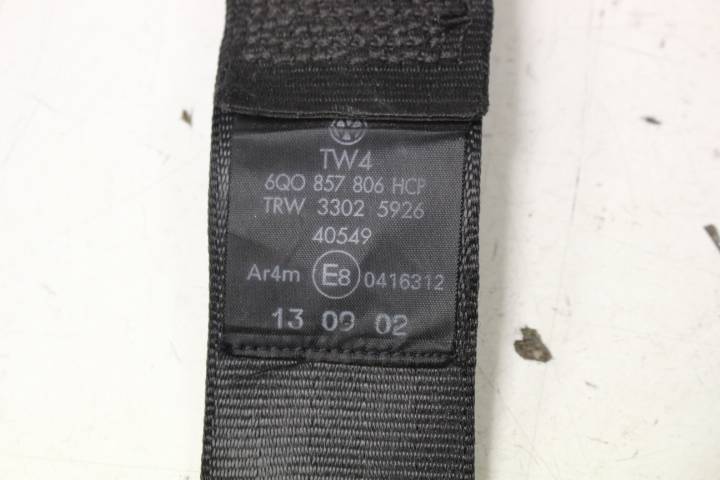 TW4
6Q0 857 806 HCP
TRW 3302 5926
40549
Ar4m E8 0416312
13 09 02